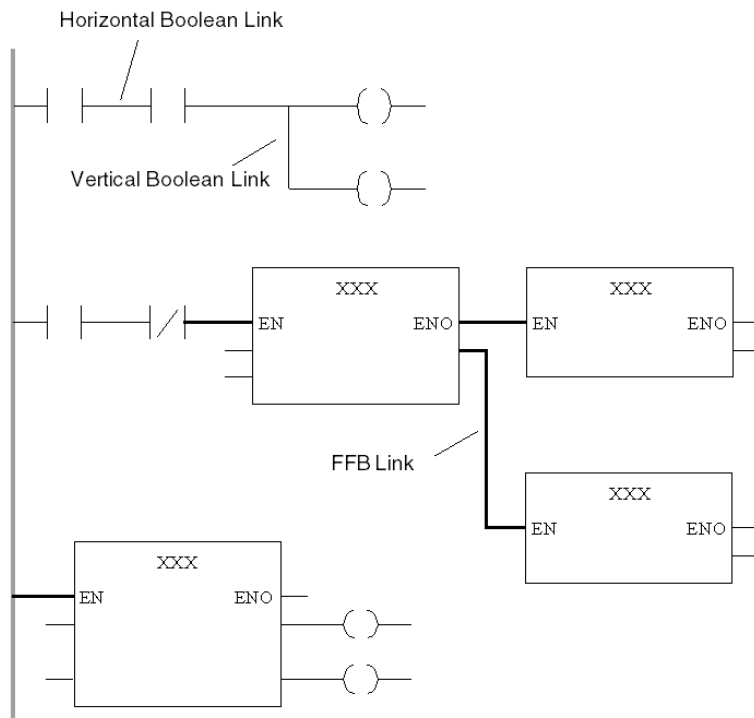 Horizontal Boolean Link
Vertical Boolean Link
XXX
EN ENO
XXX
EN ENO
FFB Link
XXX
EN ENO
XXX
EN ENO